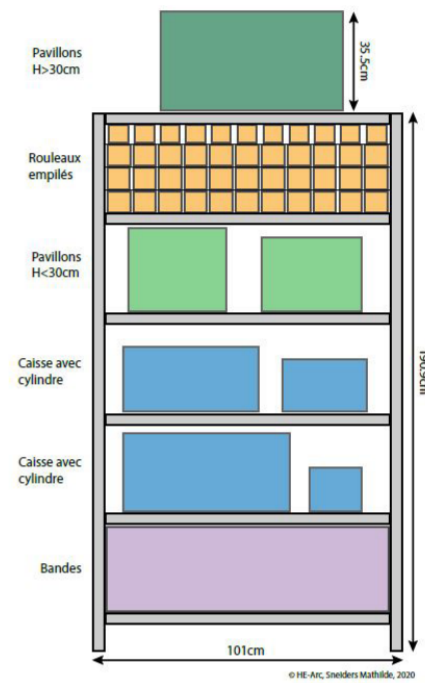 Pavillons
H>30cm
35.5cm
Rouleaux
empilés
Pavillons
H<30cm
Caisse avec
cylindre
Caisse avec
cylindre
Bandes
101cm
© HE-Arc, Sneiders Mathilde, 2020